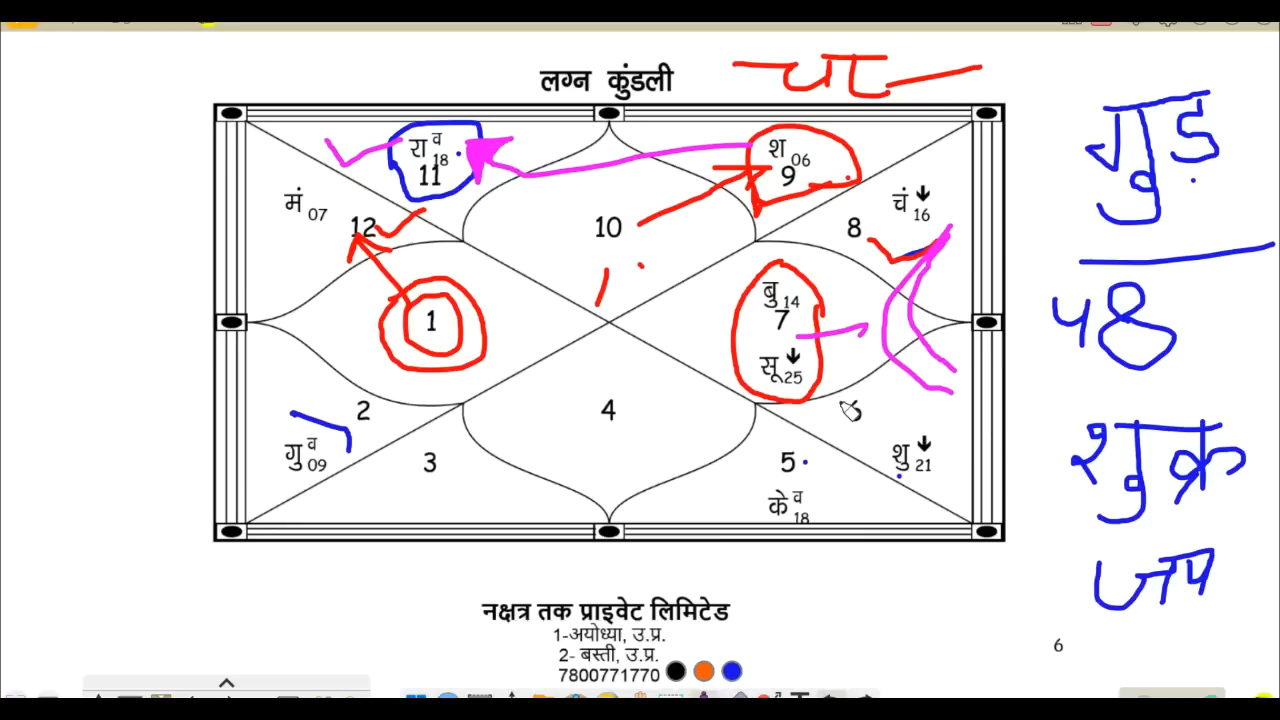 लग्न कुंडली
रा व 18
11
श 06
9
मं 07
12
10
8
चं 16
1
बु 14
7
सू 25
2
4
गु व 09
3
5
शु 21
के व 18
गुड
48
शुक्र
जप
नक्षत्र तक प्राइवेट लिमिटेड
1-अयोध्या, उ.प्र.
2- बस्ती, उ.प्र.
7800771770
6